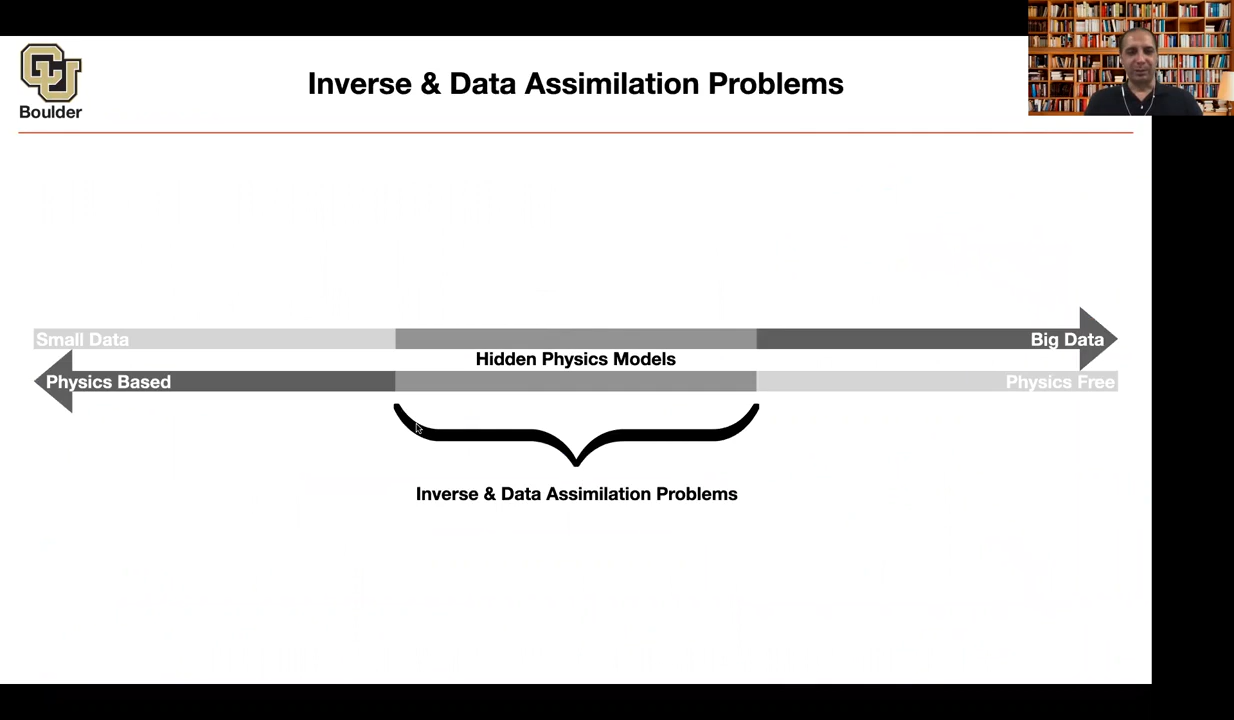 Inverse & Data Assimilation Problems
Boulder
Small Data
Big Data
Hidden Physics Models
Physics Based
Physics Free
Inverse & Data Assimilation Problems